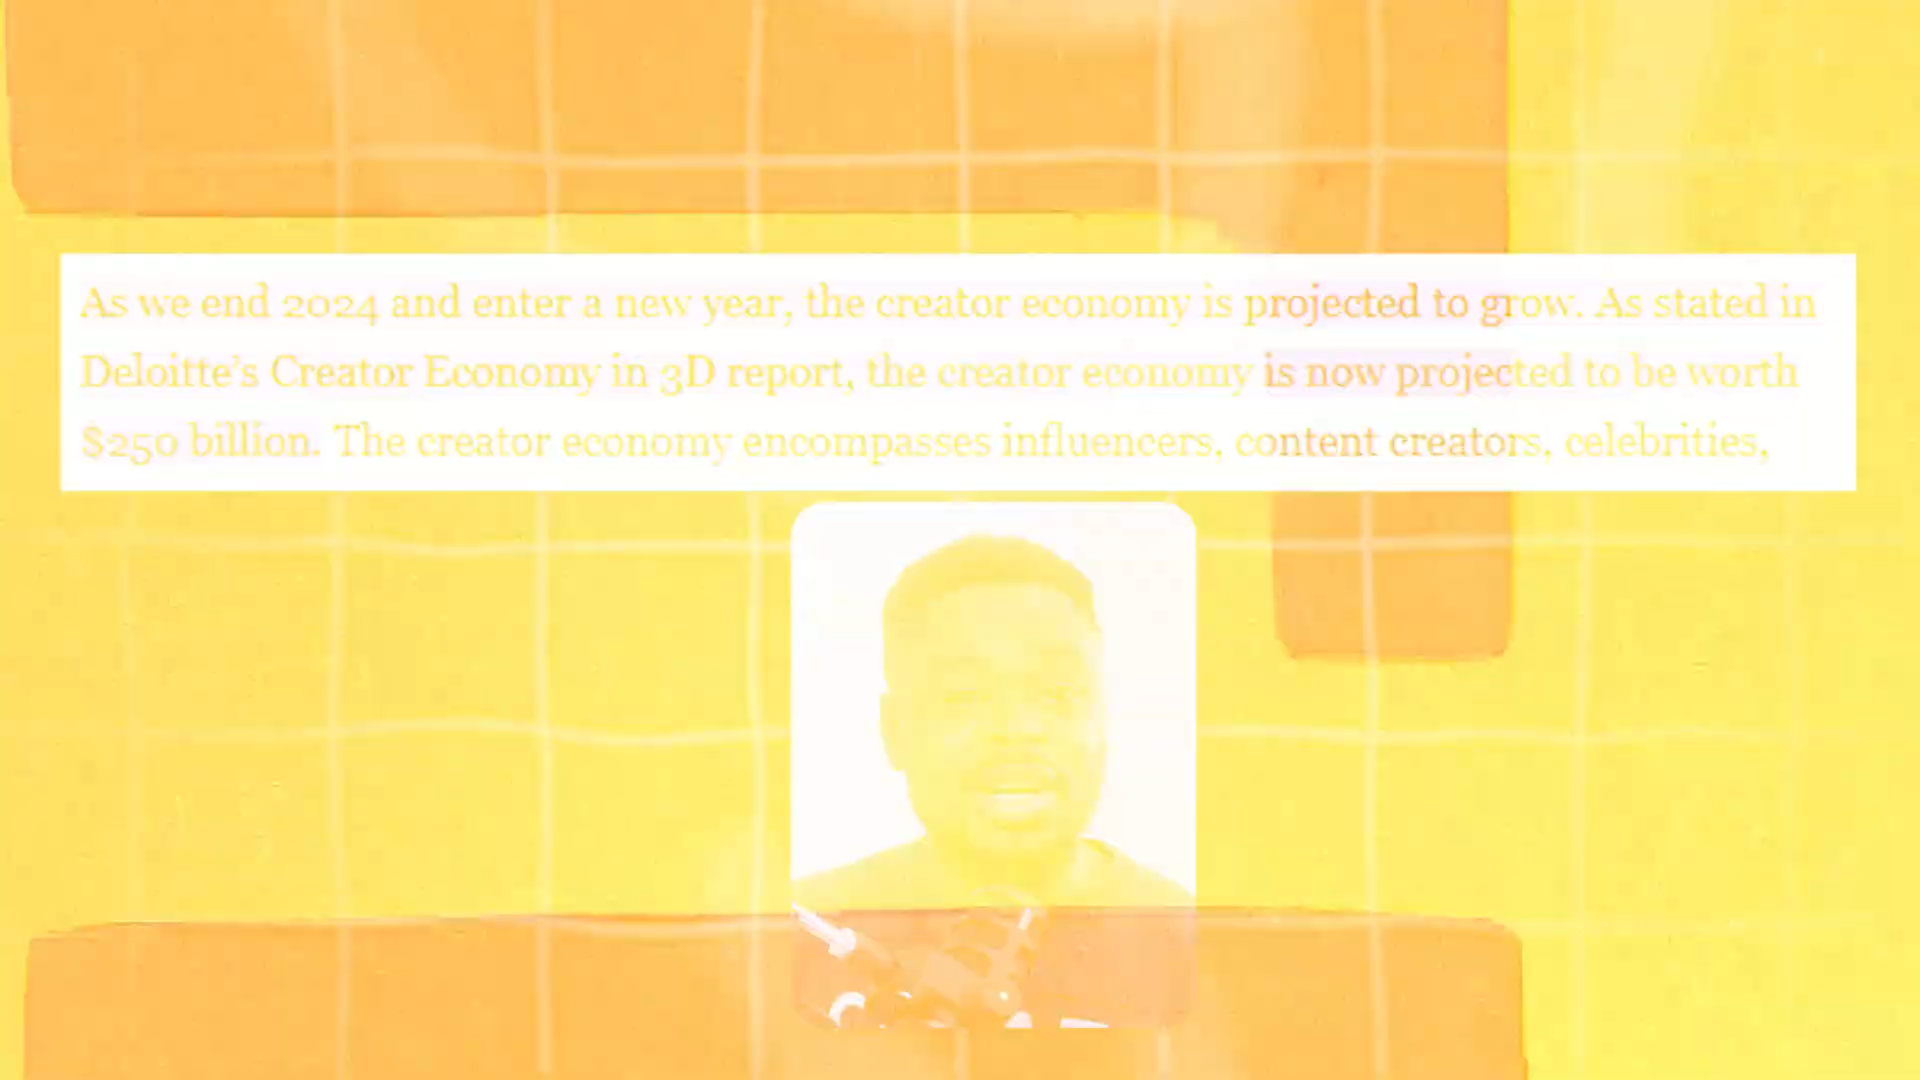 As we end 2024 and enter a new year, the creator economy is projected to grow. As stated in
Deloitte’s Creator Economy in 3D report, the creator economy is now projected to be worth
$250 billion. The creator economy encompasses influencers, content creators, celebrities,